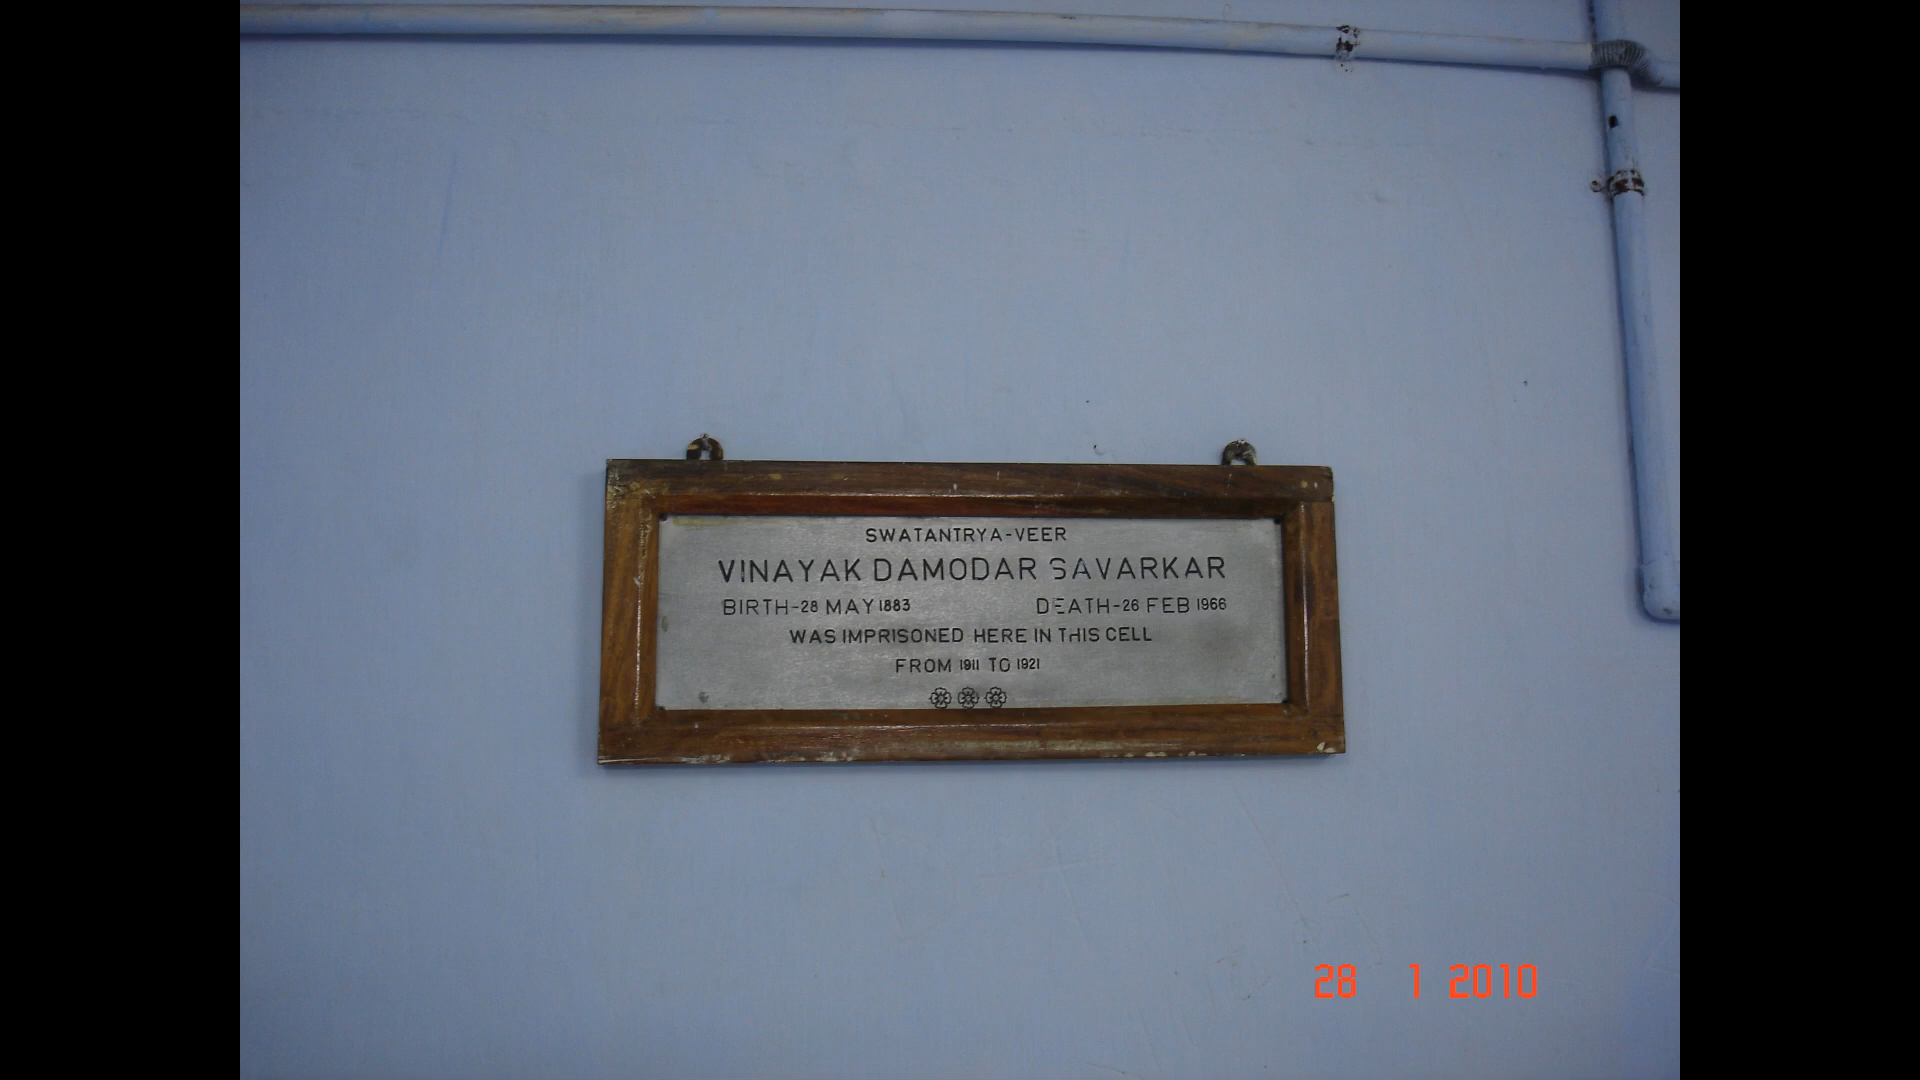 SWATANTRYA-VEER
VINAYAK DAMODAR SAVARKAR
BIRTH-28 MAY 1883 DEATH-26 FEB 1966
WAS IMPRISONED HERE IN THIS CELL
FROM 1911 TO 1921
28 1 2010